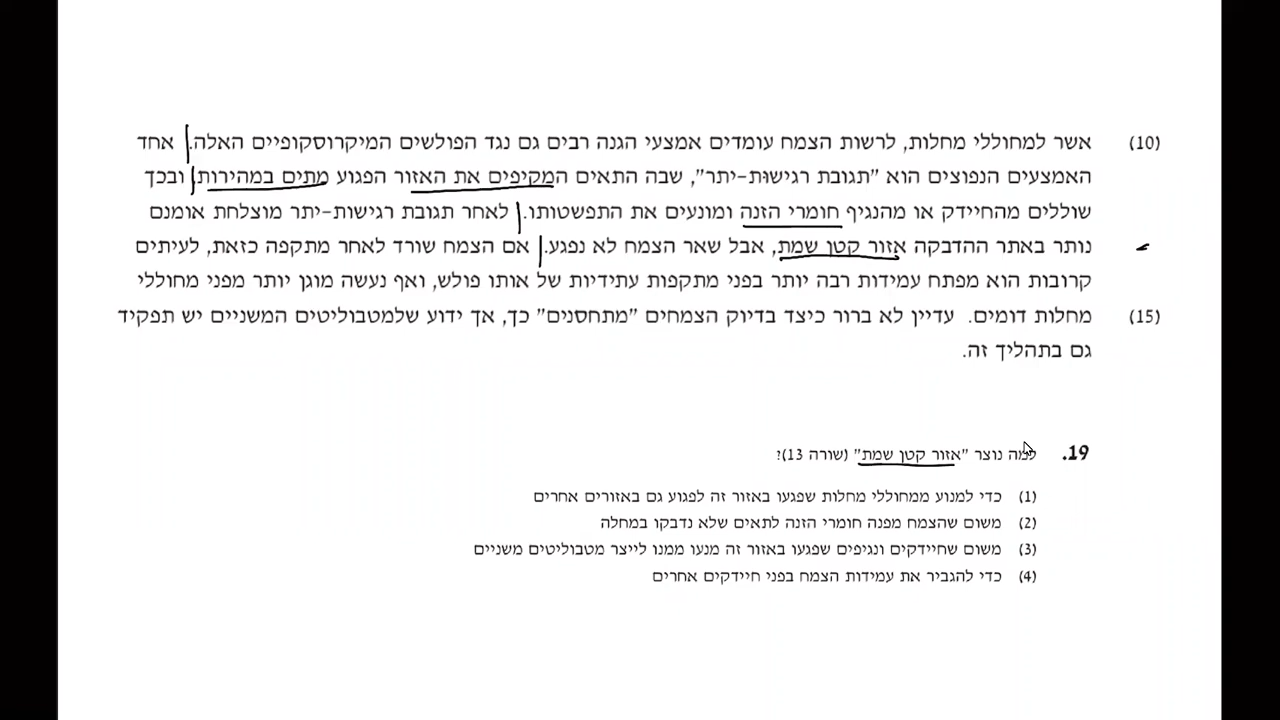 (10) אשר למחוללי מחלות, לרשות הצמח עומדים אמצעי הגנה רבים גם נגד הפולשים המיקרוסקופיים האלה. אחד
האמצעים הנפוצים הוא "תגובת רגישוּת-יתר", שבה התאים המקיפים את האזור הפגוע מתים במהירות ובכך
שוללים מהחיידק או מהנגיף חומרי הזנה ומונעים את התפשטותו. לאחר תגובת רגישות-יתר מוצלחת אומנם
נותר באתר ההדבקה אזור קטן שמת, אבל שאר הצמח לא נפגע. אם הצמח שורד לאחר מתקפה כזאת, לעיתים
קרובות הוא מפתח עמידות רבה יותר בפני מתקפות עתידיות של אותו פולש, ואף נעשה מוגן יותר מפני מחוללי
(15) מחלות דומים. עדיין לא ברור כיצד בדיוק הצמחים "מתחסנים" כך, אך ידוע שלמטבוליטים המשניים יש תפקיד
גם בתהליך זה.
19. למה נוצר "אזור קטן שמת" (שורה 13)?
(1) כדי למנוע ממחוללי מחלות שפגעו באזור זה לפגוע גם באזורים אחרים
(2) משום שהצמח מפנה חומרי הזנה לתאים שלא נדבקו במחלה
(3) משום שחיידקים ונגיפים שפגעו באזור זה מנעו ממנו לייצר מטבוליטים משניים
(4) כדי להגביר את עמידות הצמח בפני חיידקים אחרים